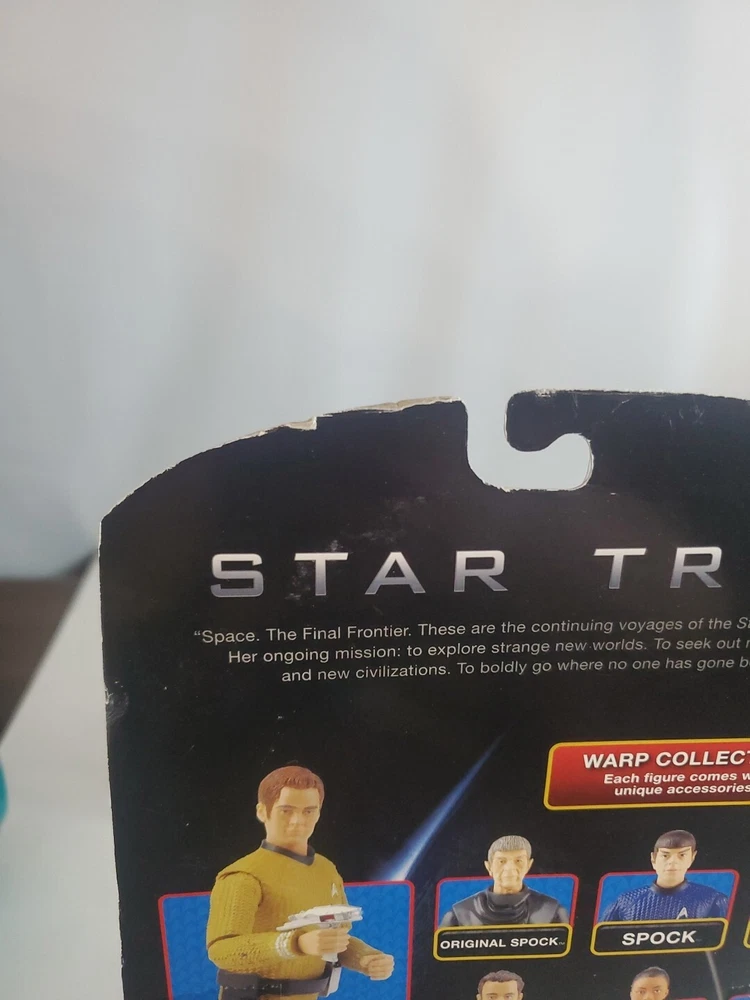 STAR TR
"Space. The Final Frontier. These are the continuing voyages of the
Her ongoing mission: to explore strange new worlds. To seek out
and new civilizations. To boldly go where no one has gone
WARP COLLECT
Each figure comes
unique accessories
ORIGINAL SPOCK™
SPOCK